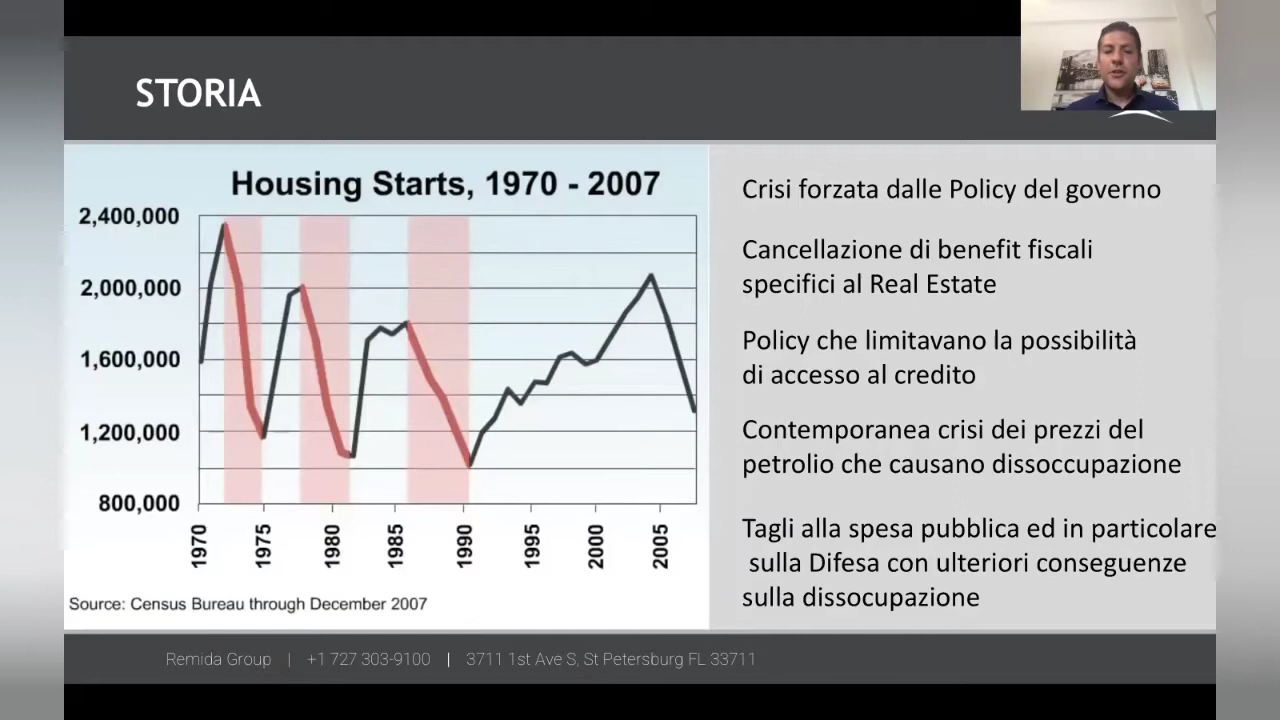 STORIA
Housing Starts, 1970 - 2007
2,400,000
2,000,000
1,600,000
1,200,000
800,000
1970
1975
1980
1985
1990
1995
2000
2005
Source: Census Bureau through December 2007
Crisi forzata dalle Policy del governo
Cancellazione di benefit fiscali
specifici al Real Estate
Policy che limitavano la possibilità
di accesso al credito
Contemporanea crisi dei prezzi del
petrolio che causano dissoccupazione
Tagli alla spesa pubblica ed in particolare
sulla Difesa con ulteriori conseguenze
sulla dissocupazione
Remida Group | +1 727 303-9100 | 3711 1st Ave S, St Petersburg FL 33711